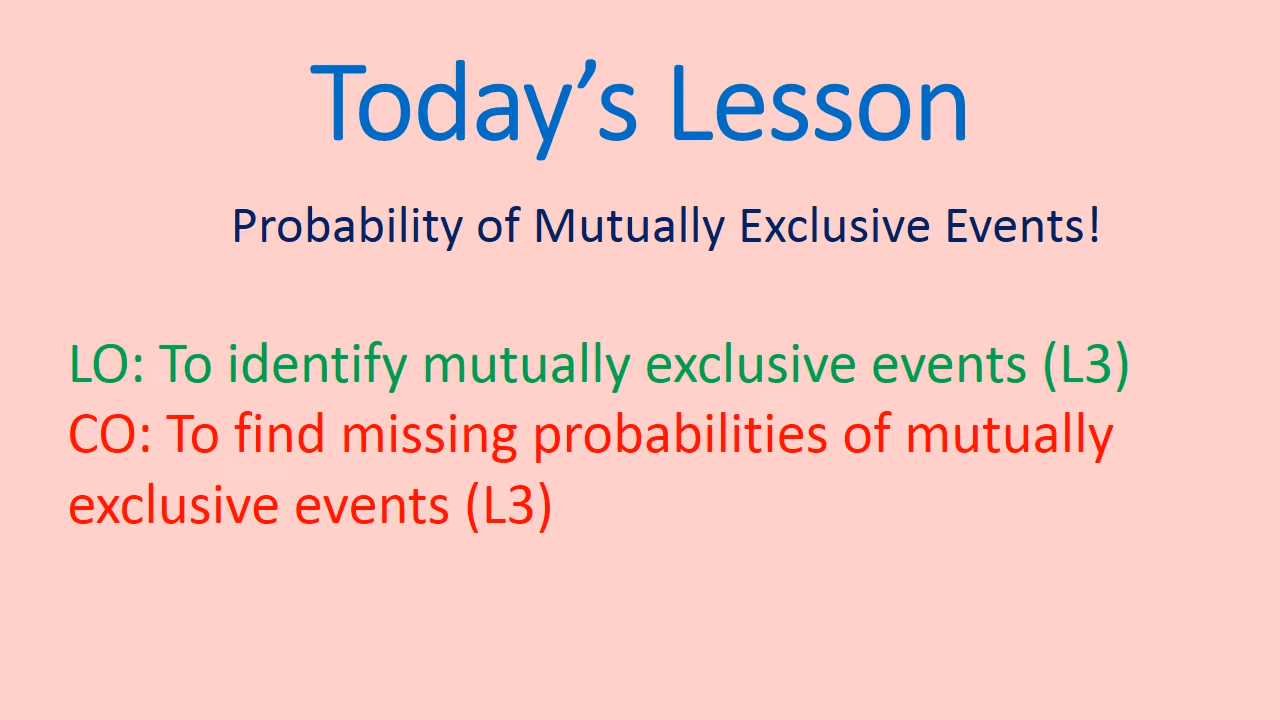 Today’s Lesson
Probability of Mutually Exclusive Events!
LO: To identify mutually exclusive events (L3)
CO: To find missing probabilities of mutually
exclusive events (L3)